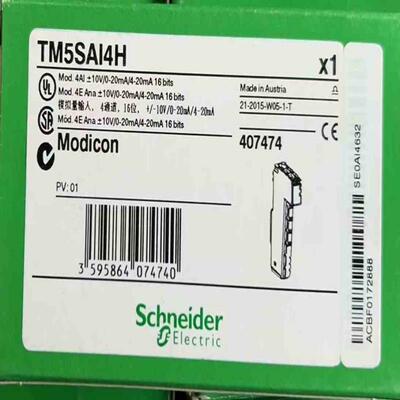 TM5SAI4H
x1
Mod. 4AI ±10V/0-20mA/4-20mA 16 bits
Made in Austria
Mod. 4E Ana ±10V/0-20mA/4-20mA 16 bits
21-2015-W05-1-T
模拟量输入，4通道，16位，+/-10V/0-20mA/4-20mA
Mod. 4E Ana ±10V/0-20mA/4-20mA 16 bits
Modicon
407474
PV: 01
3 595864 074740
Schneider
Electric
SE0AI4632
ACBF0172888